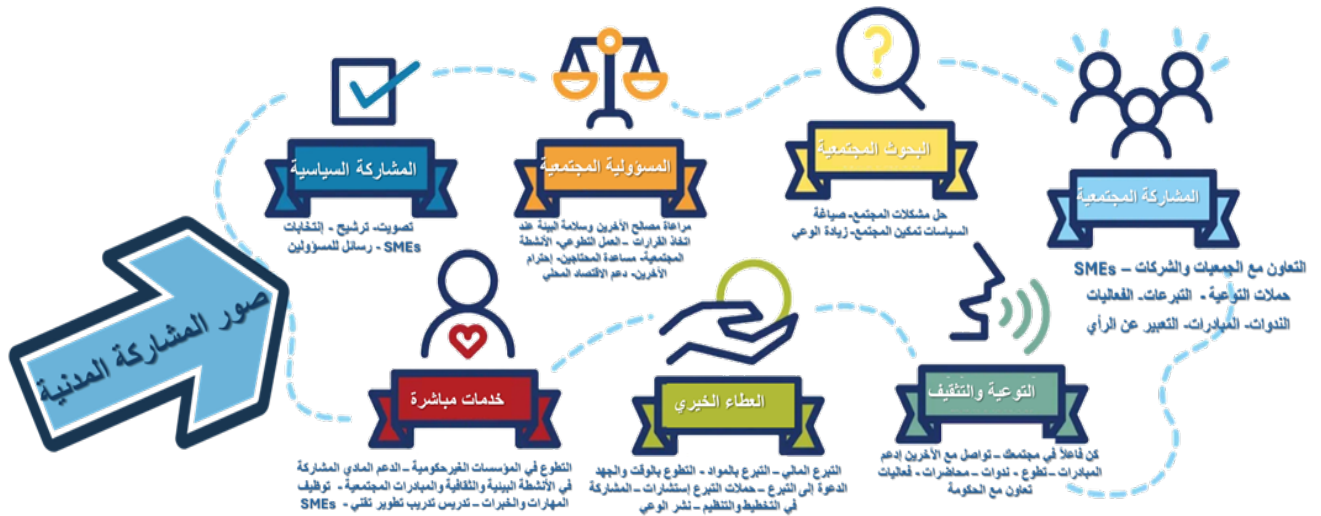 صور المشاركة المدنية
المشاركة السياسية
تصويت- ترشيح - إنتخابات
SMEs - رسائل للمسؤولين
المسؤولية المجتمعية
مراعاة مصالح الأخرين وسلامة البيئة عند
اتخاذ القرارات – العمل التطوعي- الأنشطة
المجتمعية- مساعدة المحتاجين- إحترام
الأخرين- دعم الاقتصاد المحلي
البحوث المجتمعية
حل مشكلات المجتمع- صياغة
السياسات تمكين المجتمع- زيادة الوعي
المشاركة المجتمعية
التعاون مع الجمعيات والشركات – SMEs
حملات التوعية - التبرعات- الفعاليات
الندوات- المبادرات- التعبير عن الرأي
خدمات مباشرة
التطوع في المؤسسات الغيرحكومية – الدعم المادي المشاركة
في الأنشطة البيئية والثقافية والمبادرات المجتمعية - توظيف
المهارات والخبرات – تدريس تدريب تطوير تقني - SMEs
العطاء الخيري
التبرع المالي – التبرع بالمواد - التطوع بالوقت والجهد
الدعوة إلى التبرع – حملات التبرع إستشارات – المشاركة
في التخطيط والتنظيم – نشر الوعي
التوعية والتثقيف
كن فاعلاً في مجتمعك – تواصل مع الأخرين إدعم
المبادرات – تطوع - ندوات – محاضرات - فعاليات
تعاون مع الحكومة